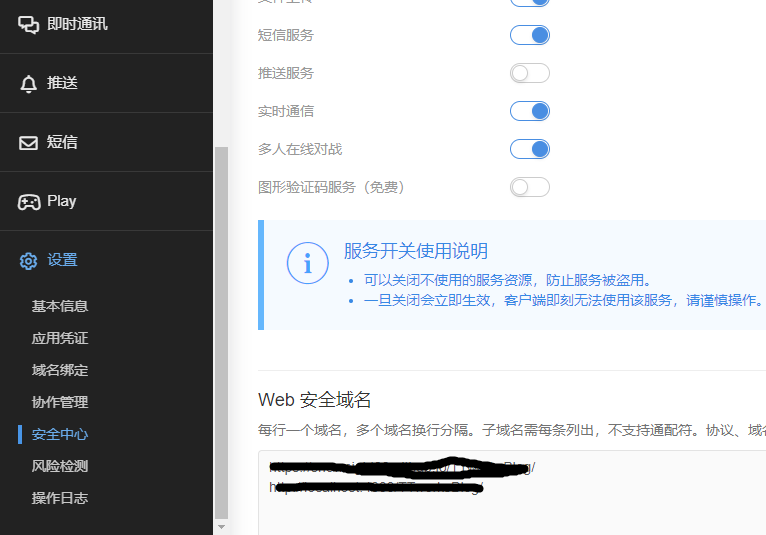 即时通讯
推送
短信
Play
设置
基本信息
应用凭证
域名绑定
协作管理
安全中心
风险检测
操作日志
短信服务
推送服务
实时通信
多人在线对战
图形验证码服务（免费）
服务开关使用说明
可以关闭不使用的服务资源，防止服务被盗用。
一旦关闭会立即生效，客户端即刻无法使用该服务，请谨慎操作。
Web 安全域名
每行一个域名，多个域名换行分隔。子域名需每条列出，不支持通配符。协议、域